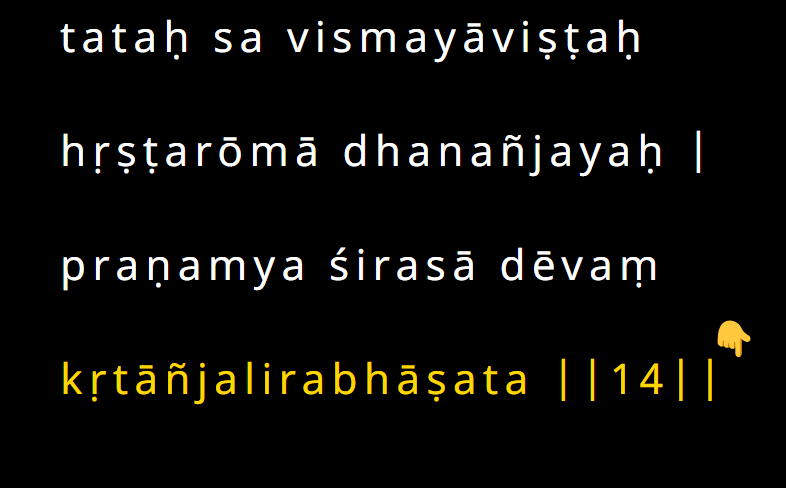 tataḥ sa vismayāviṣṭaḥ
hṛṣṭarōmā dhanañjayaḥ |
praṇamya śirasā dēvaṃ
kṛtāñjalirabhāṣata ||14||